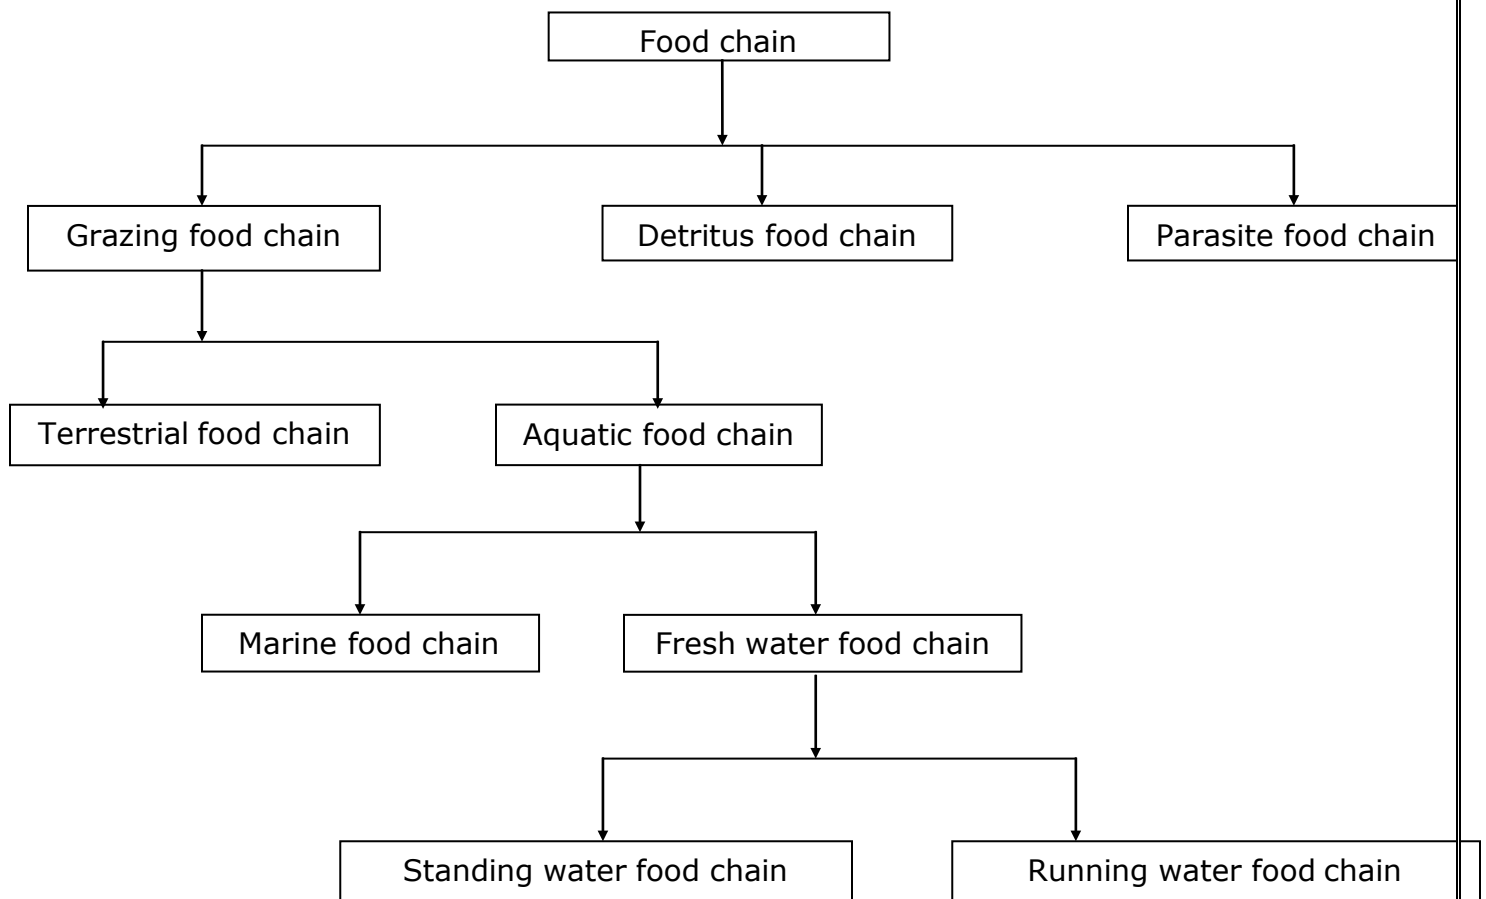 Food chain
Grazing food chain
Detritus food chain
Parasite food chain
Terrestrial food chain
Aquatic food chain
Marine food chain
Fresh water food chain
Standing water food chain
Running water food chain